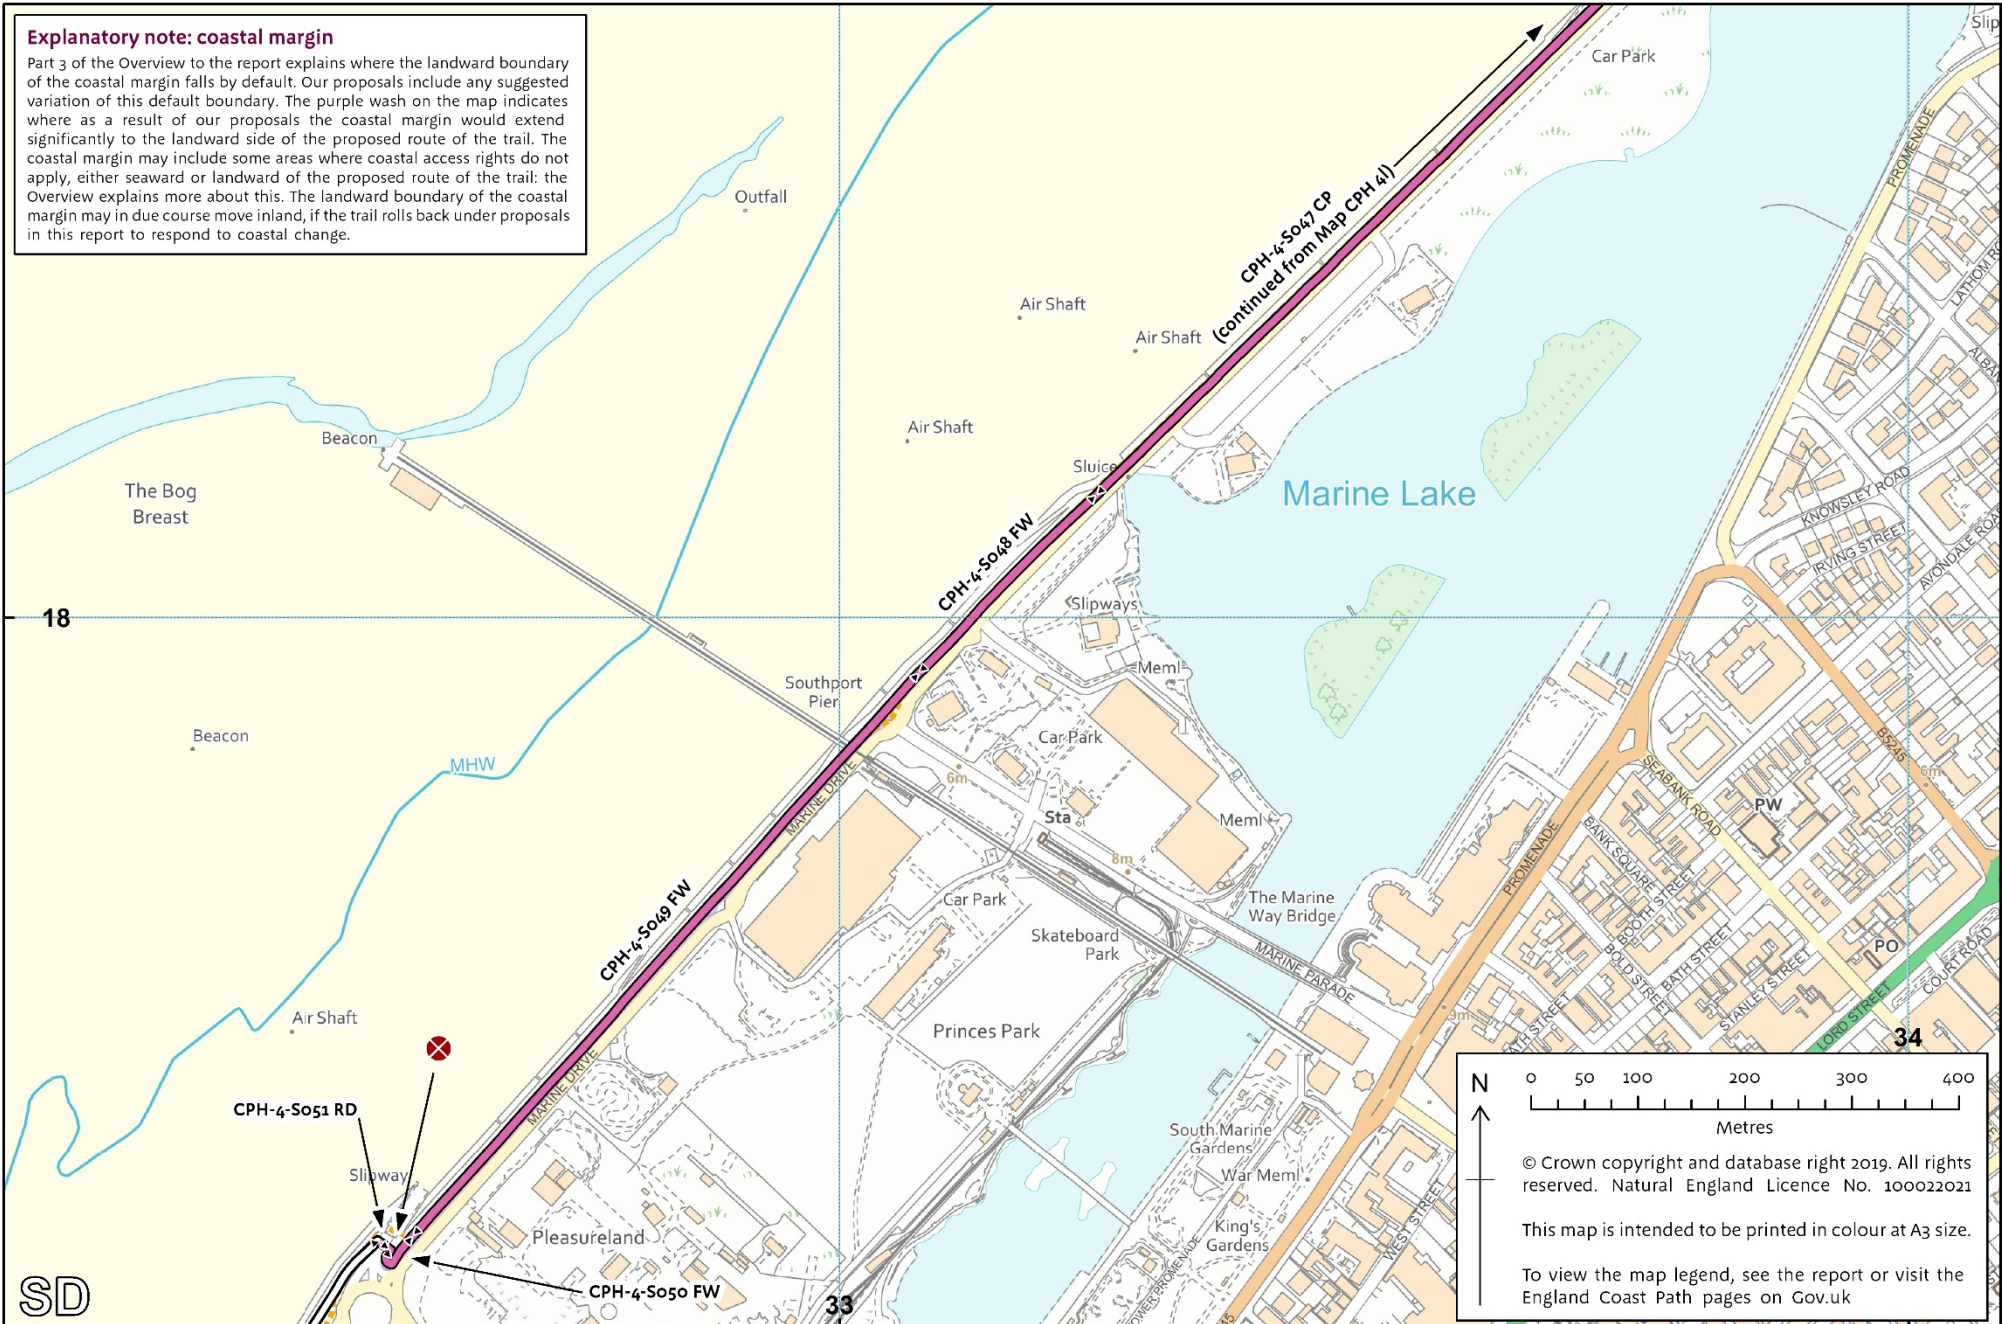 Explanatory note: coastal margin
Part 3 of the Overview to the report explains where the landward boundary
of the coastal margin falls by default. Our proposals include any suggested
variation of this default boundary. The purple wash on the map indicates
where as a result of our proposals the coastal margin would extend
significantly to the landward side of the proposed route of the trail. The
coastal margin may include some areas where coastal access rights do not
apply, either seaward or landward of the proposed route of the trail: the
Overview explains more about this. The landward boundary of the coastal
margin may in due course move inland, if the trail rolls back under proposals
in this report to respond to coastal change.
Car Park
Slip
PROMENADE
Outfall
CPH-4-S047 CP
(continued from Map CPH 4l)
LATHOM RO
Air Shaft
Air Shaft
ALBAN
Air Shaft
Beacon
Sluice
The Bog
Breast
Marine Lake
KNOWSLEY ROAD
IRVING STREET
AVONDALE ROA
CPH-4-S048 FW
18
Slipways
Meml
Southport
Pier
Beacon
Car Park
MHW
6m
B5245
6m
SEABANK ROAD
MARINE DRIVE
PW
Sta
Meml
8m
PROMENADE
BANK SQUARE
BOOTH STREET
CPH-4-S049 FW
Car Park
The Marine
Way Bridge
Skateboard
Park
MARINE PARADE
BOLD STREET
BATH STREET
STANLEY STREET
PO
COURT ROAD
LORD STREET
9m
ATH STREET
Air Shaft
Princes Park
34
MARINE DRIVE
CPH-4-S051 RD
South Marine
Gardens
War Meml
Slipway
King's
Gardens
WEST STREET
OWER PROMENADE
Pleasureland
CPH-4-S050 FW
SD
33
45
N
0 50 100 200 300 400
Metres
© Crown copyright and database right 2019. All rights
reserved. Natural England Licence No. 100022021
This map is intended to be printed in colour at A3 size.
To view the map legend, see the report or visit the
England Coast Path pages on Gov.uk